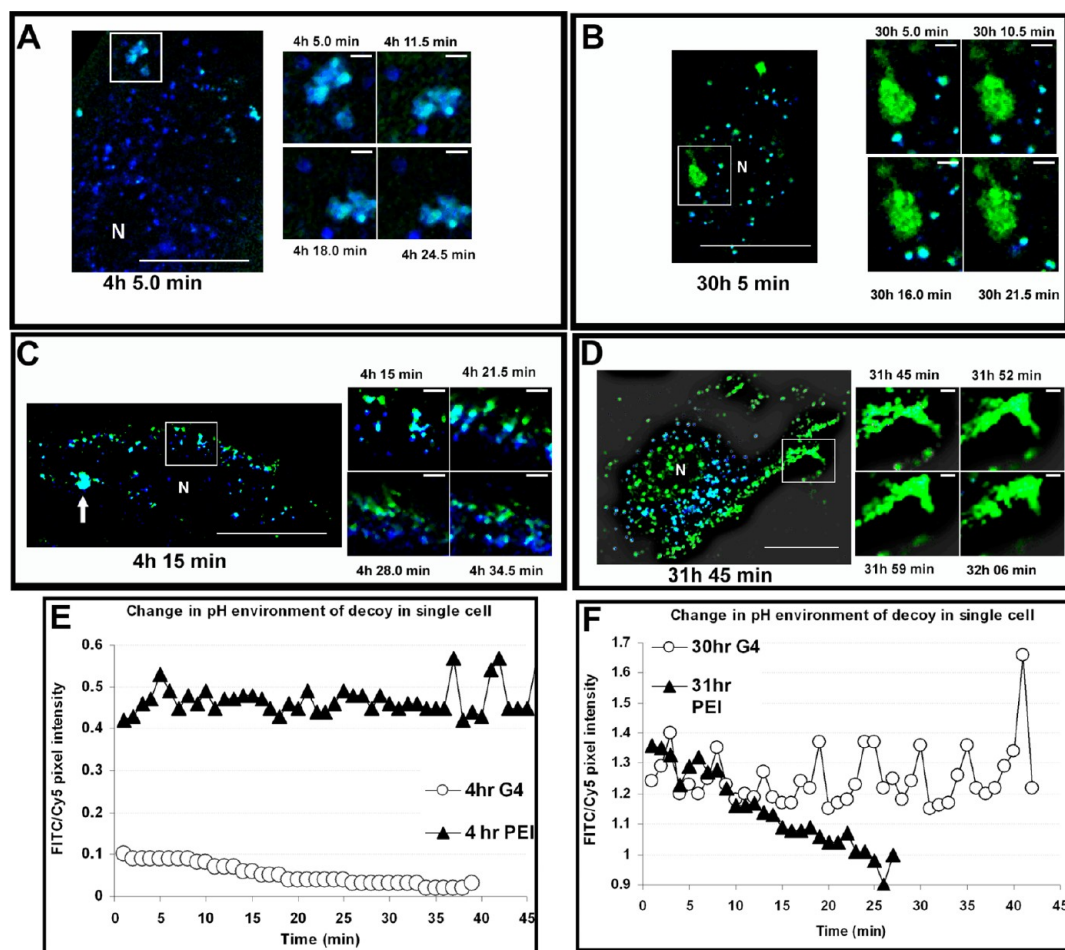 A
4h 5.0 min
4h 11.5 min
N
4h 18.0 min
4h 24.5 min
4h 5.0 min
B
30h 5.0 min
30h 10.5 min
N
30h 16.0 min
30h 21.5 min
30h 5 min
C
4h 15 min
4h 21.5 min
N
4h 28.0 min
4h 34.5 min
4h 15 min
D
31h 45 min
31h 52 min
N
31h 59 min
32h 06 min
31h 45 min
E
Change in pH environment of decoy in single cell
FITC/Cy5 pixel intensity
0.6
0.5
0.4
0.3
0.2
0.1
0
4hr G4
4 hr PEI
0 5 10 15 20 25 30 35 40 45
Time (min)
F
Change in pH environment of decoy in single cell
FITC/Cy5 pixel intensity
1.7
1.6
1.5
1.4
1.3
1.2
1.1
1
0.9
30hr G4
31hr
PEI
0 5 10 15 20 25 30 35 40 45
Time (min)